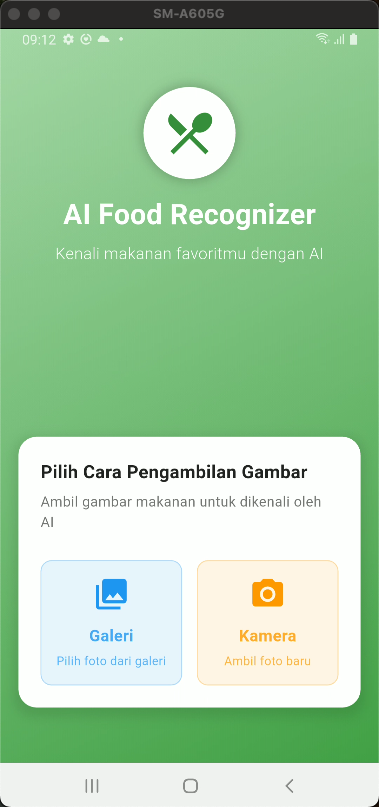 SM-A605G
09:12
AI Food Recognizer
Kenali makanan favoritmu dengan AI
Pilih Cara Pengambilan Gambar
Ambil gambar makanan untuk dikenali oleh
AI
Galeri
Pilih foto dari galeri
Kamera
Ambil foto baru